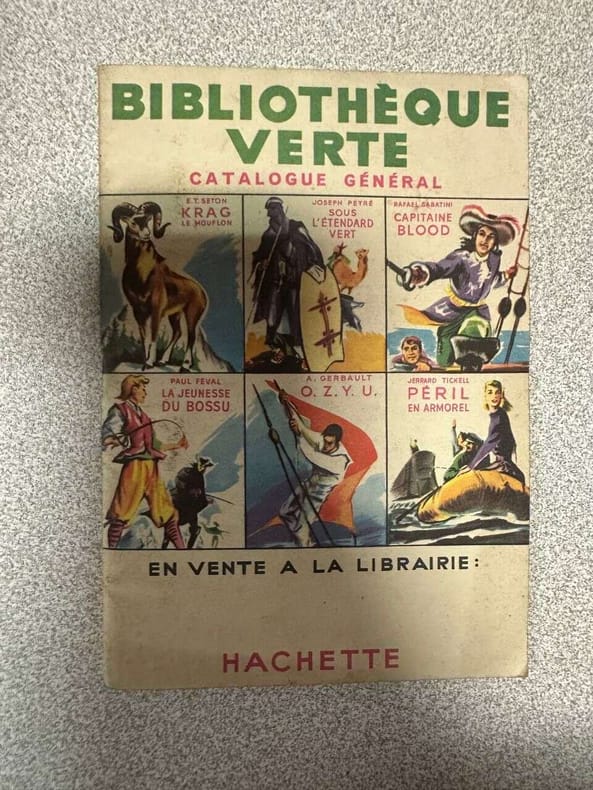 BIBLIOTHÈQUE
VERTE
CATALOGUE GÉNÉRAL
E.T. SETON
KRAG
LE MOUFLON
JOSEPH PEYRÉ
SOUS
L'ÉTENDARD
VERT
RAFAEL SABATINI
CAPITAINE
BLOOD
PAUL FÉVAL
LA JEUNESSE
DU BOSSU
A. GERBAULT
O. Z. Y. U.
JERRARD TICKELL
PÉRIL
EN ARMOREL
EN VENTE A LA LIBRAIRIE :
HACHETTE